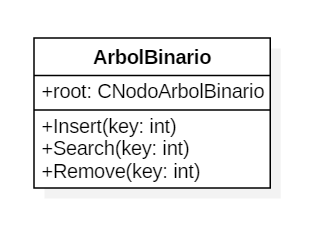 ArbolBinario
+root: CNodoArbolBinario
+Insert(key: int)
+Search(key: int)
+Remove(key: int)